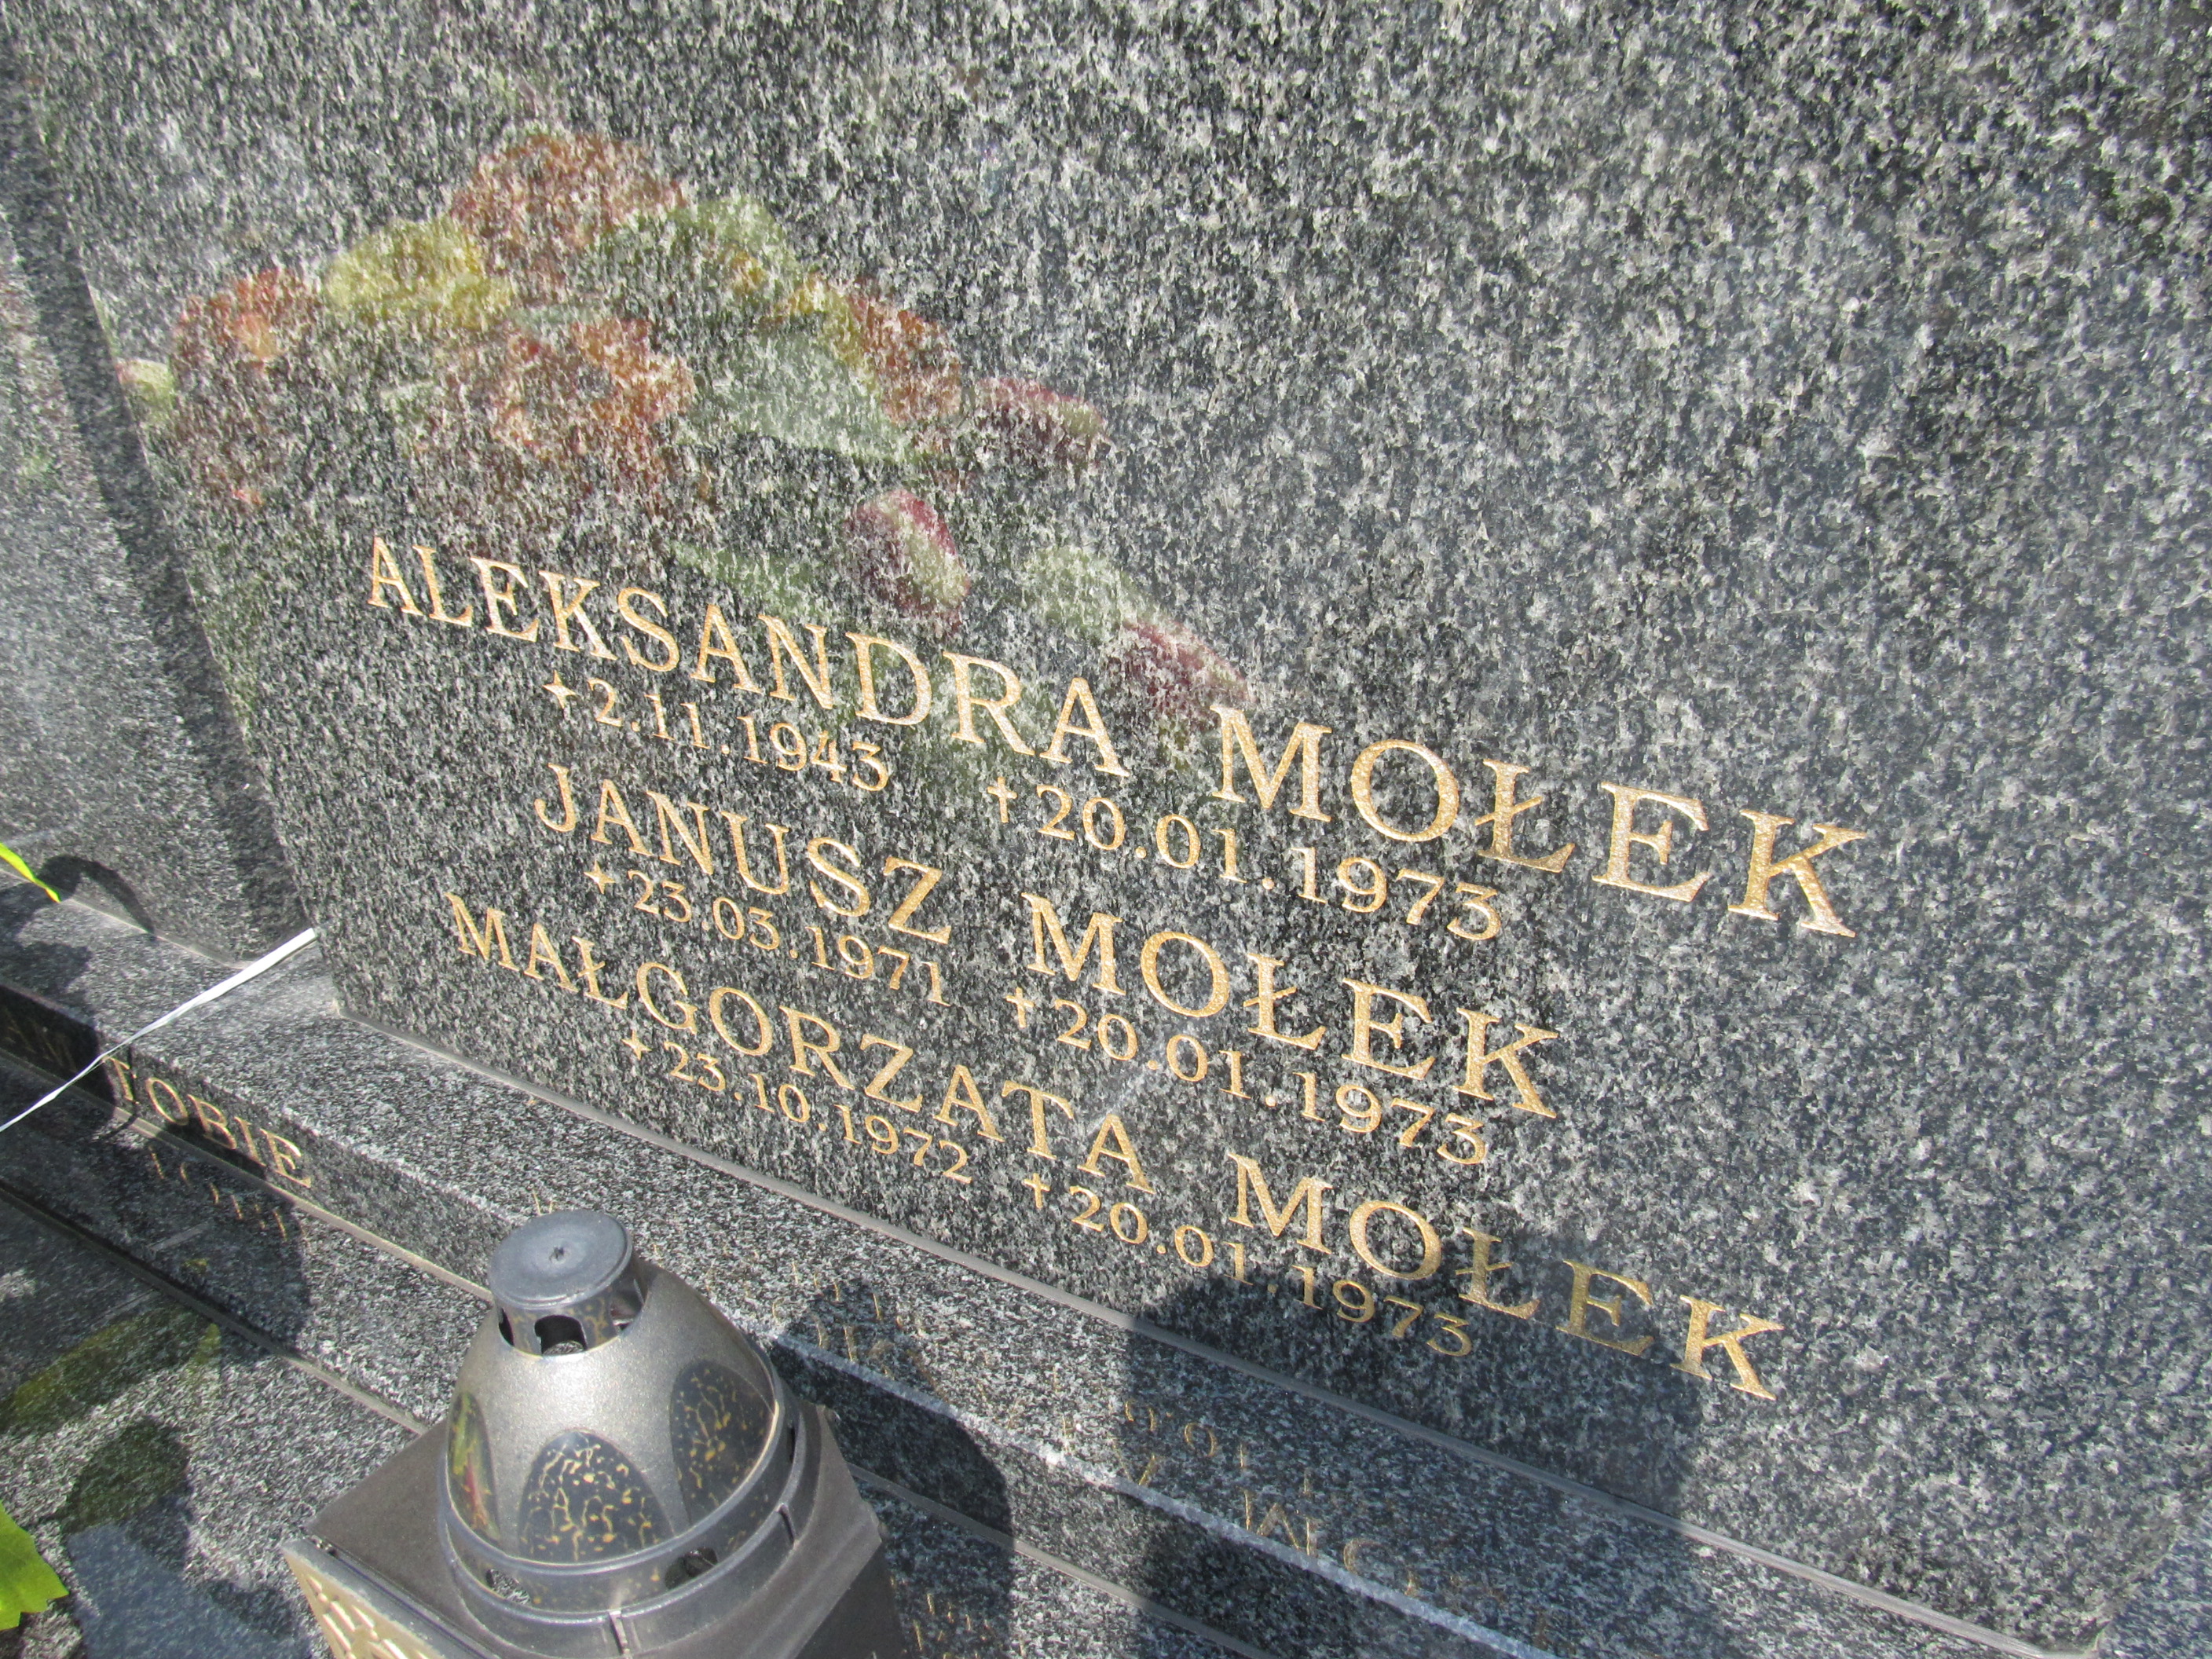 ALEKSANDRA MOŁEK
✦2.11.1943 †20.01.1973
JANUSZ MOŁEK
✦23.03.1971 †20.01.1973
MAŁGORZATA MOŁEK
✦23.10.1972 †20.01.1973
TOBIE